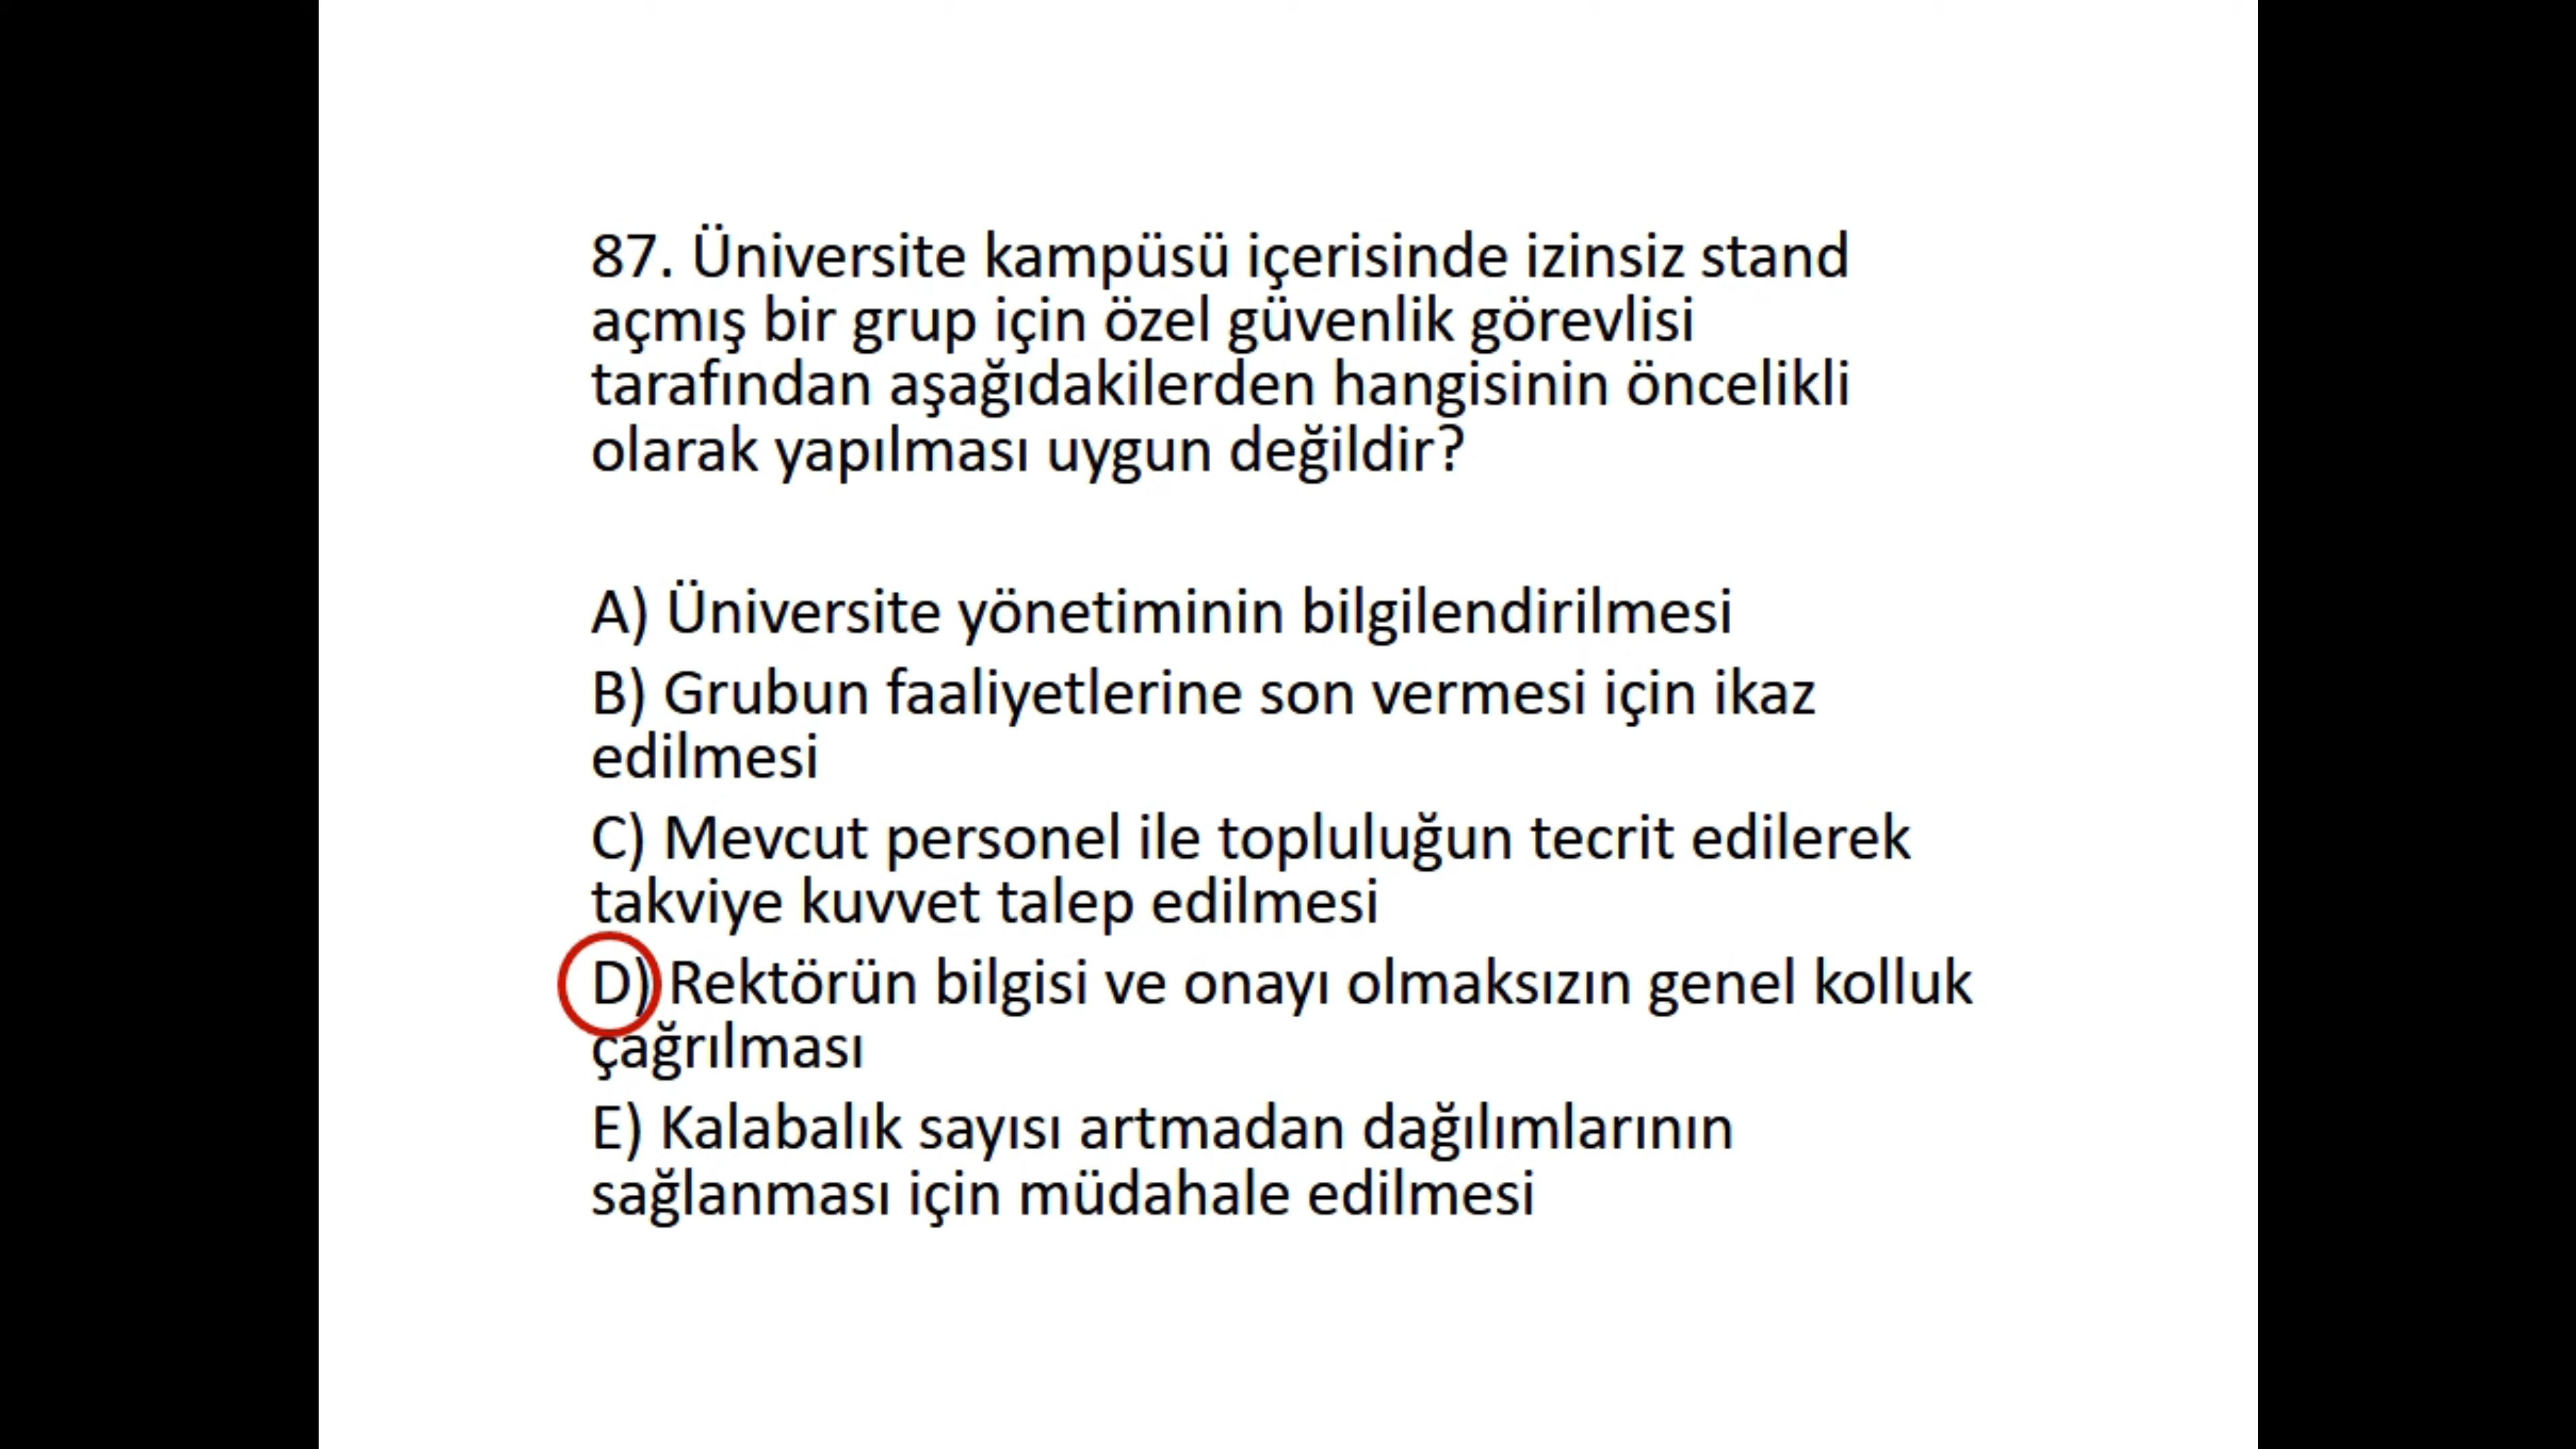 87. Üniversite kampüsü içerisinde izinsiz stand
açmış bir grup için özel güvenlik görevlisi
tarafından aşağıdakilerden hangisinin öncelikli
olarak yapılması uygun değildir?
A) Üniversite yönetiminin bilgilendirilmesi
B) Grubun faaliyetlerine son vermesi için ikaz
edilmesi
C) Mevcut personel ile topluluğun tecrit edilerek
takviye kuvvet talep edilmesi
D) Rektörün bilgisi ve onayı olmaksızın genel kolluk
çağrılması
E) Kalabalık sayısı artmadan dağılımlarının
sağlanması için müdahale edilmesi